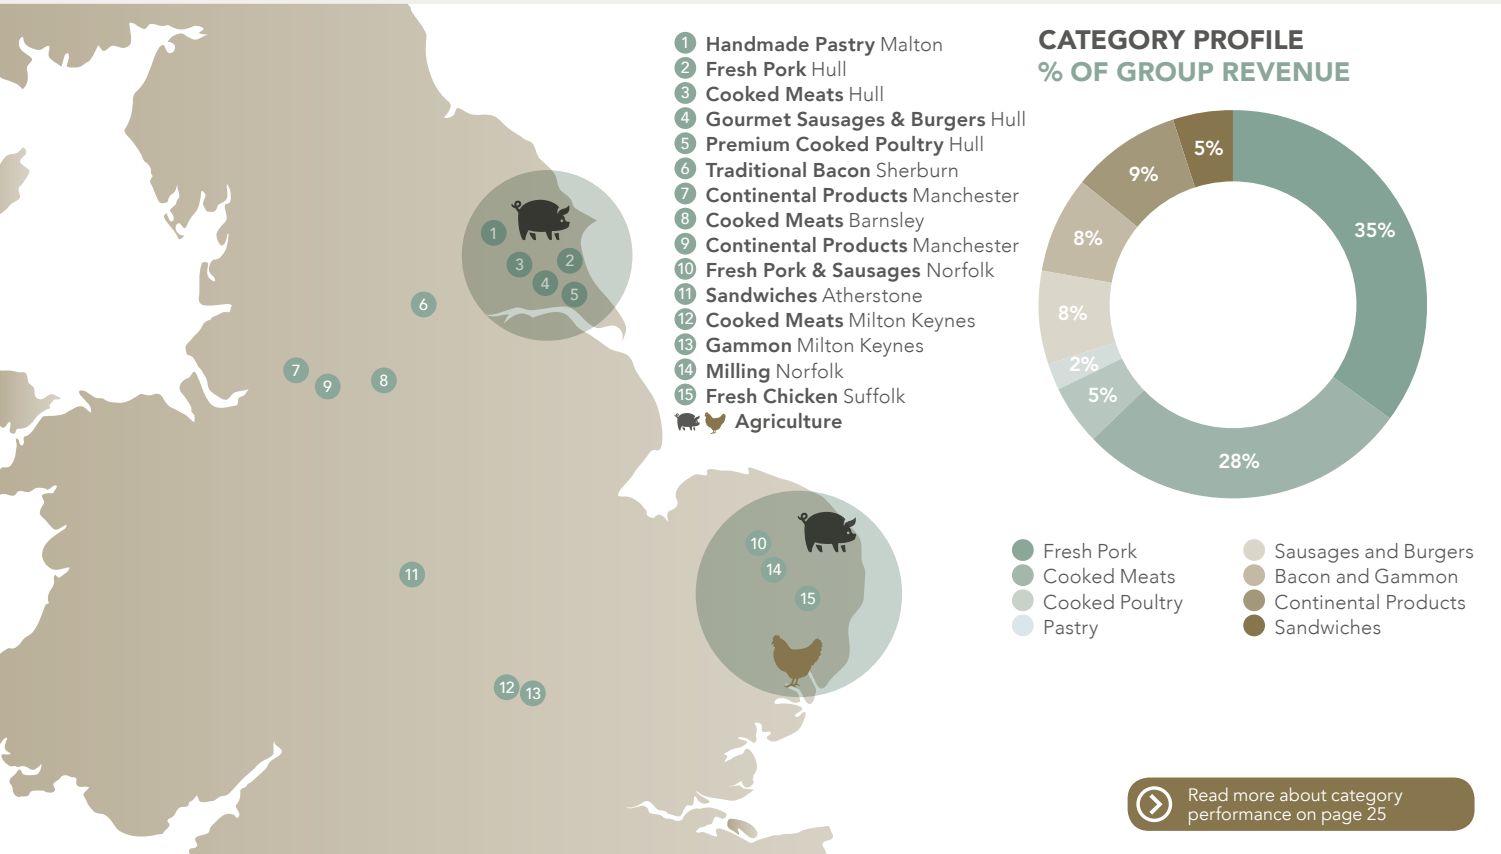 1 Handmade Pastry Malton
2 Fresh Pork Hull
3 Cooked Meats Hull
4 Gourmet Sausages & Burgers Hull
5 Premium Cooked Poultry Hull
6 Traditional Bacon Sherburn
7 Continental Products Manchester
8 Cooked Meats Barnsley
9 Continental Products Manchester
10 Fresh Pork & Sausages Norfolk
11 Sandwiches Atherstone
12 Cooked Meats Milton Keynes
13 Gammon Milton Keynes
14 Milling Norfolk
15 Fresh Chicken Suffolk
Agriculture
1
2
3
4
5
6
7
9
8
10
14
15
11
12
13
CATEGORY PROFILE
% OF GROUP REVENUE
5%
9%
35%
8%
8%
2%
5%
28%
Fresh Pork
Cooked Meats
Cooked Poultry
Pastry
Sausages and Burgers
Bacon and Gammon
Continental Products
Sandwiches
Read more about category
performance on page 25